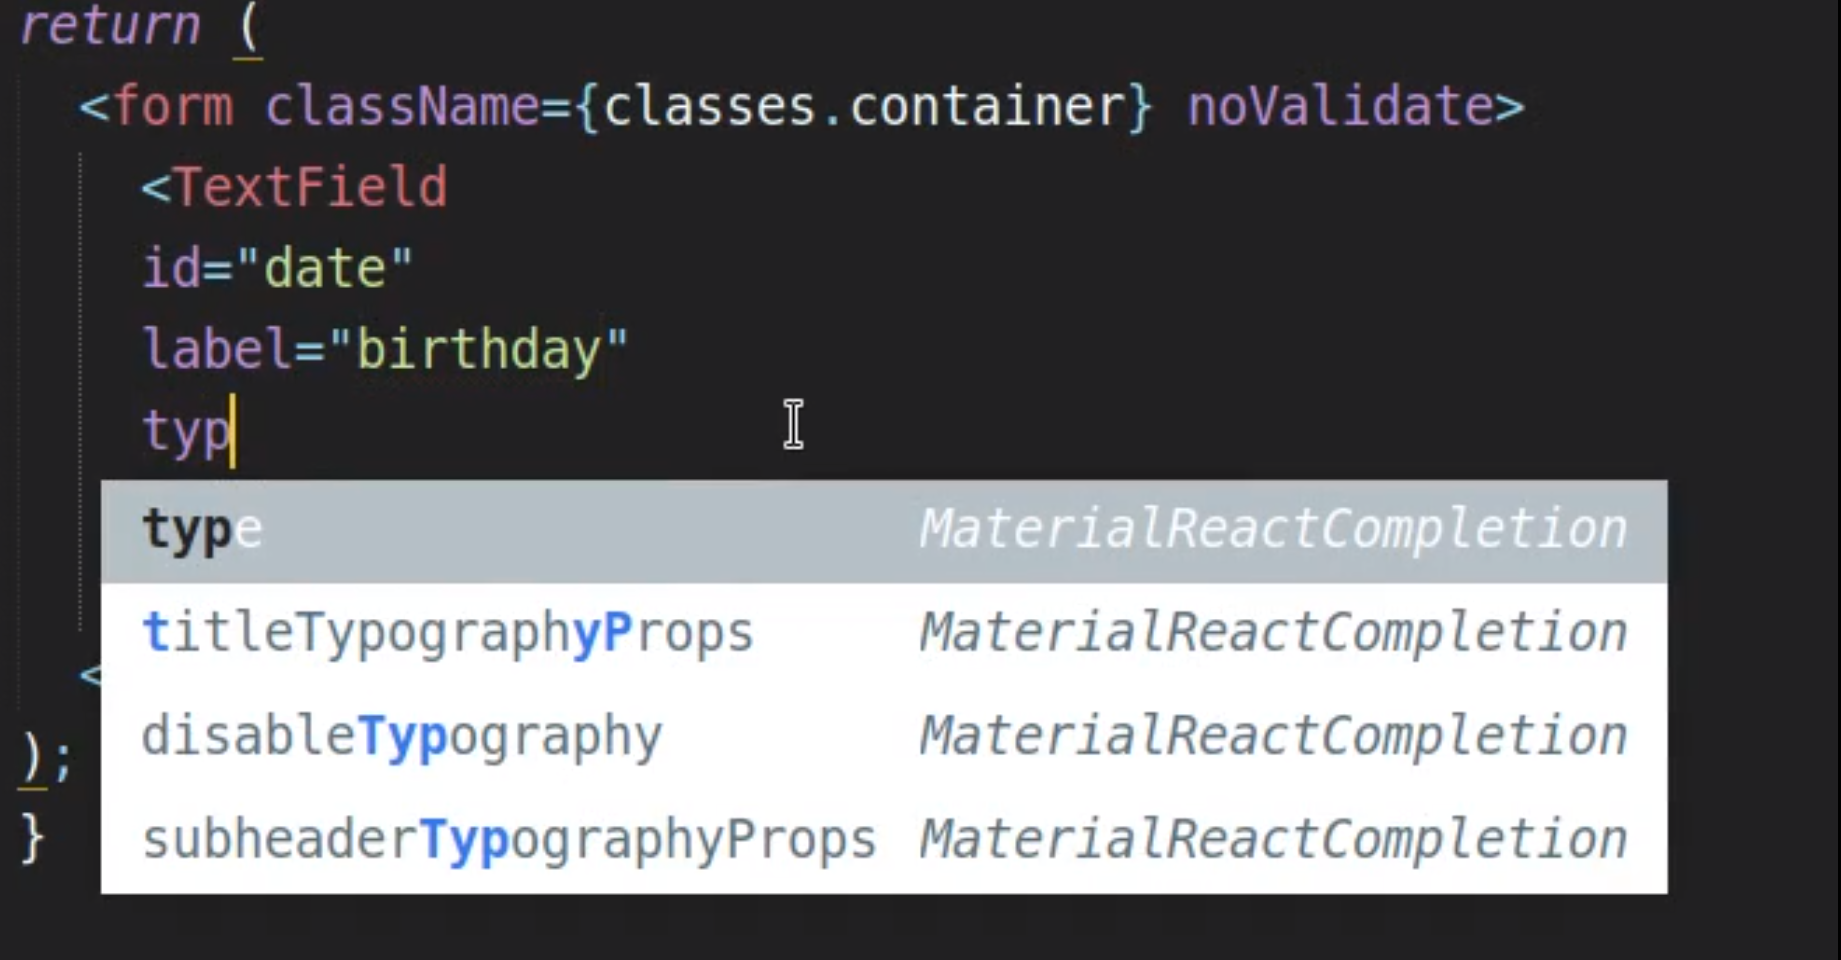 return (
<form className={classes.container} noValidate>
<TextField
id="date"
label="birthday"
typ
type MaterialReactCompletion
titleTypographyProps MaterialReactCompletion
<
disableTypography MaterialReactCompletion
);
subheaderTypographyProps MaterialReactCompletion
}